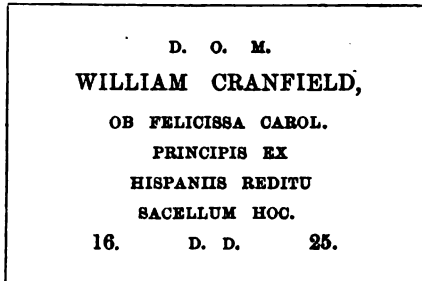 D. O. M.
WILLIAM CRANFIELD,
OB FELICISSA CAROL.
PRINCIPIS EX
HISPANIIS REDITU
SACELLUM HOC.
16. D. D. 25.